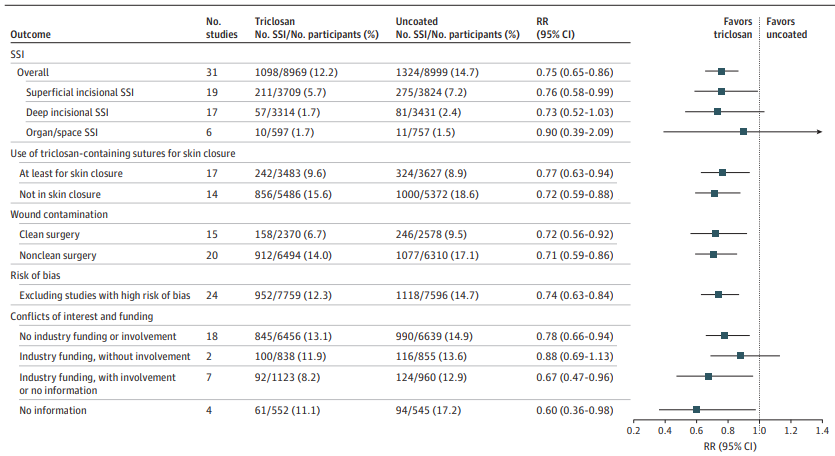 Outcome No. studies Triclosan No. SSI/No. participants (%) Uncoated No. SSI/No. participants (%) RR (95% CI) Favors triclosan Favors uncoated
SSI
Overall 31 1098/8969 (12.2) 1324/8999 (14.7) 0.75 (0.65-0.86)
Superficial incisional SSI 19 211/3709 (5.7) 275/3824 (7.2) 0.76 (0.58-0.99)
Deep incisional SSI 17 57/3314 (1.7) 81/3431 (2.4) 0.73 (0.52-1.03)
Organ/space SSI 6 10/597 (1.7) 11/757 (1.5) 0.90 (0.39-2.09)
Use of triclosan-containing sutures for skin closure
At least for skin closure 17 242/3483 (9.6) 324/3627 (8.9) 0.77 (0.63-0.94)
Not in skin closure 14 856/5486 (15.6) 1000/5372 (18.6) 0.72 (0.59-0.88)
Wound contamination
Clean surgery 15 158/2370 (6.7) 246/2578 (9.5) 0.72 (0.56-0.92)
Nonclean surgery 20 912/6494 (14.0) 1077/6310 (17.1) 0.71 (0.59-0.86)
Risk of bias
Excluding studies with high risk of bias 24 952/7759 (12.3) 1118/7596 (14.7) 0.74 (0.63-0.84)
Conflicts of interest and funding
No industry funding or involvement 18 845/6456 (13.1) 990/6639 (14.9) 0.78 (0.66-0.94)
Industry funding, without involvement 2 100/838 (11.9) 116/855 (13.6) 0.88 (0.69-1.13)
Industry funding, with involvement 7 92/1123 (8.2) 124/960 (12.9) 0.67 (0.47-0.96)
or no information
No information 4 61/552 (11.1) 94/545 (17.2) 0.60 (0.36-0.98)
0.2 0.4 0.6 0.8 1.0 1.2 1.4
RR (95% CI)